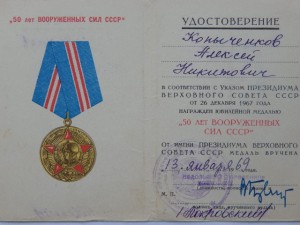 "50 лет ВООРУЖЕННЫХ СИЛ СССР"
УДОСТОВЕРЕНИЕ
Копыченков
Алексей
Никитович
В СООТВЕТСТВИИ С УКАЗОМ ПРЕЗИДИУМА
ВЕРХОВНОГО СОВЕТА СССР
ОТ 26 ДЕКАБРЯ 1967 ГОДА
НАГРАЖДЕН ЮБИЛЕЙНОЙ МЕДАЛЬЮ
"50 ЛЕТ ВООРУЖЕННЫХ
СИЛ СССР"
ОТ ИМЕНИ ПРЕЗИДИУМА ВЕРХОВНОГО
СОВЕТА СССР МЕДАЛЬ ВРУЧЕНА
13. января 69
М. П.